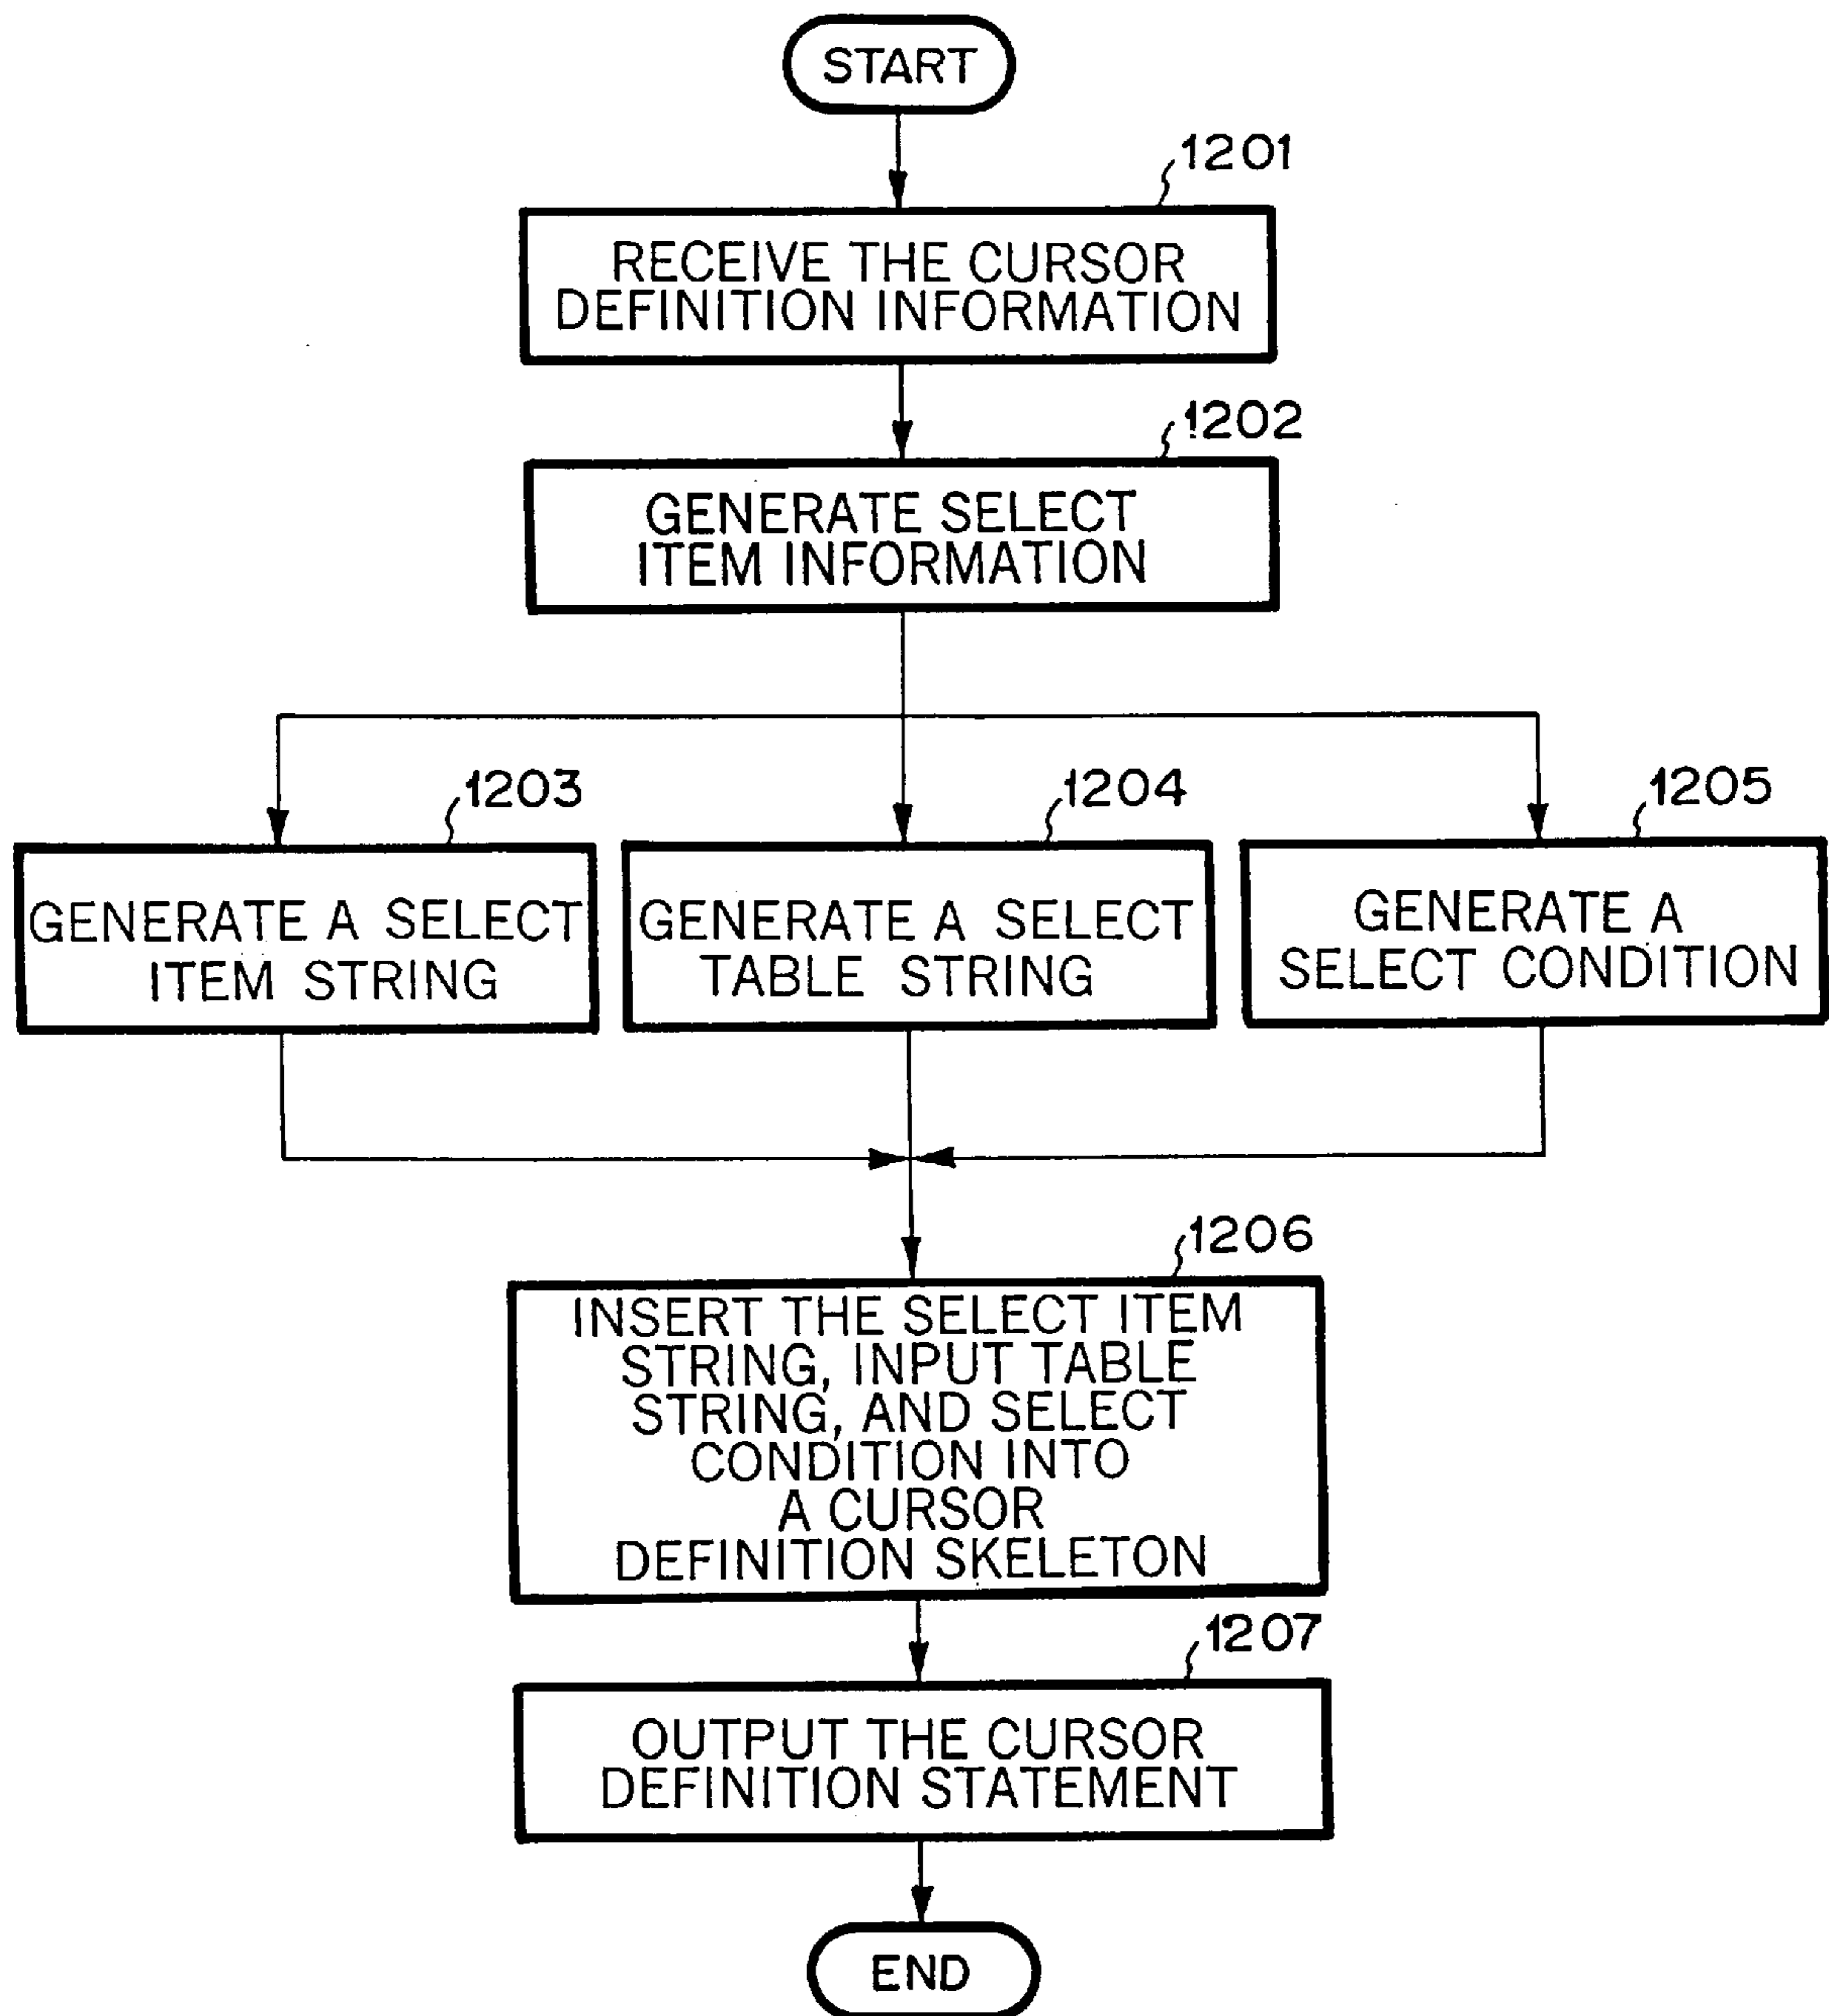 START
1201
RECEIVE THE CURSOR
DEFINITION INFORMATION
1202
GENERATE SELECT
ITEM INFORMATION
1203
GENERATE A SELECT
ITEM STRING
1204
GENERATE A SELECT
TABLE STRING
1205
GENERATE A
SELECT CONDITION
1206
INSERT THE SELECT ITEM
STRING, INPUT TABLE
STRING, AND SELECT
CONDITION INTO
A CURSOR
DEFINITION SKELETON
1207
OUTPUT THE CURSOR
DEFINITION STATEMENT
END